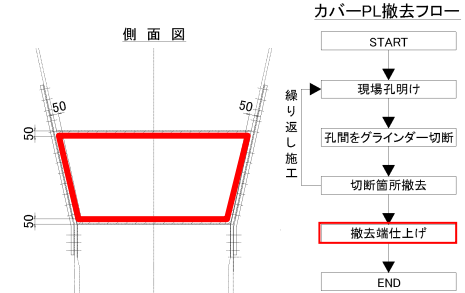 側面図
50
50
50
50
カバーPL撤去フロー
START
現場孔明け
孔間をグラインダー切断
切断箇所撤去
撤去端仕上げ
END
繰り返し施工